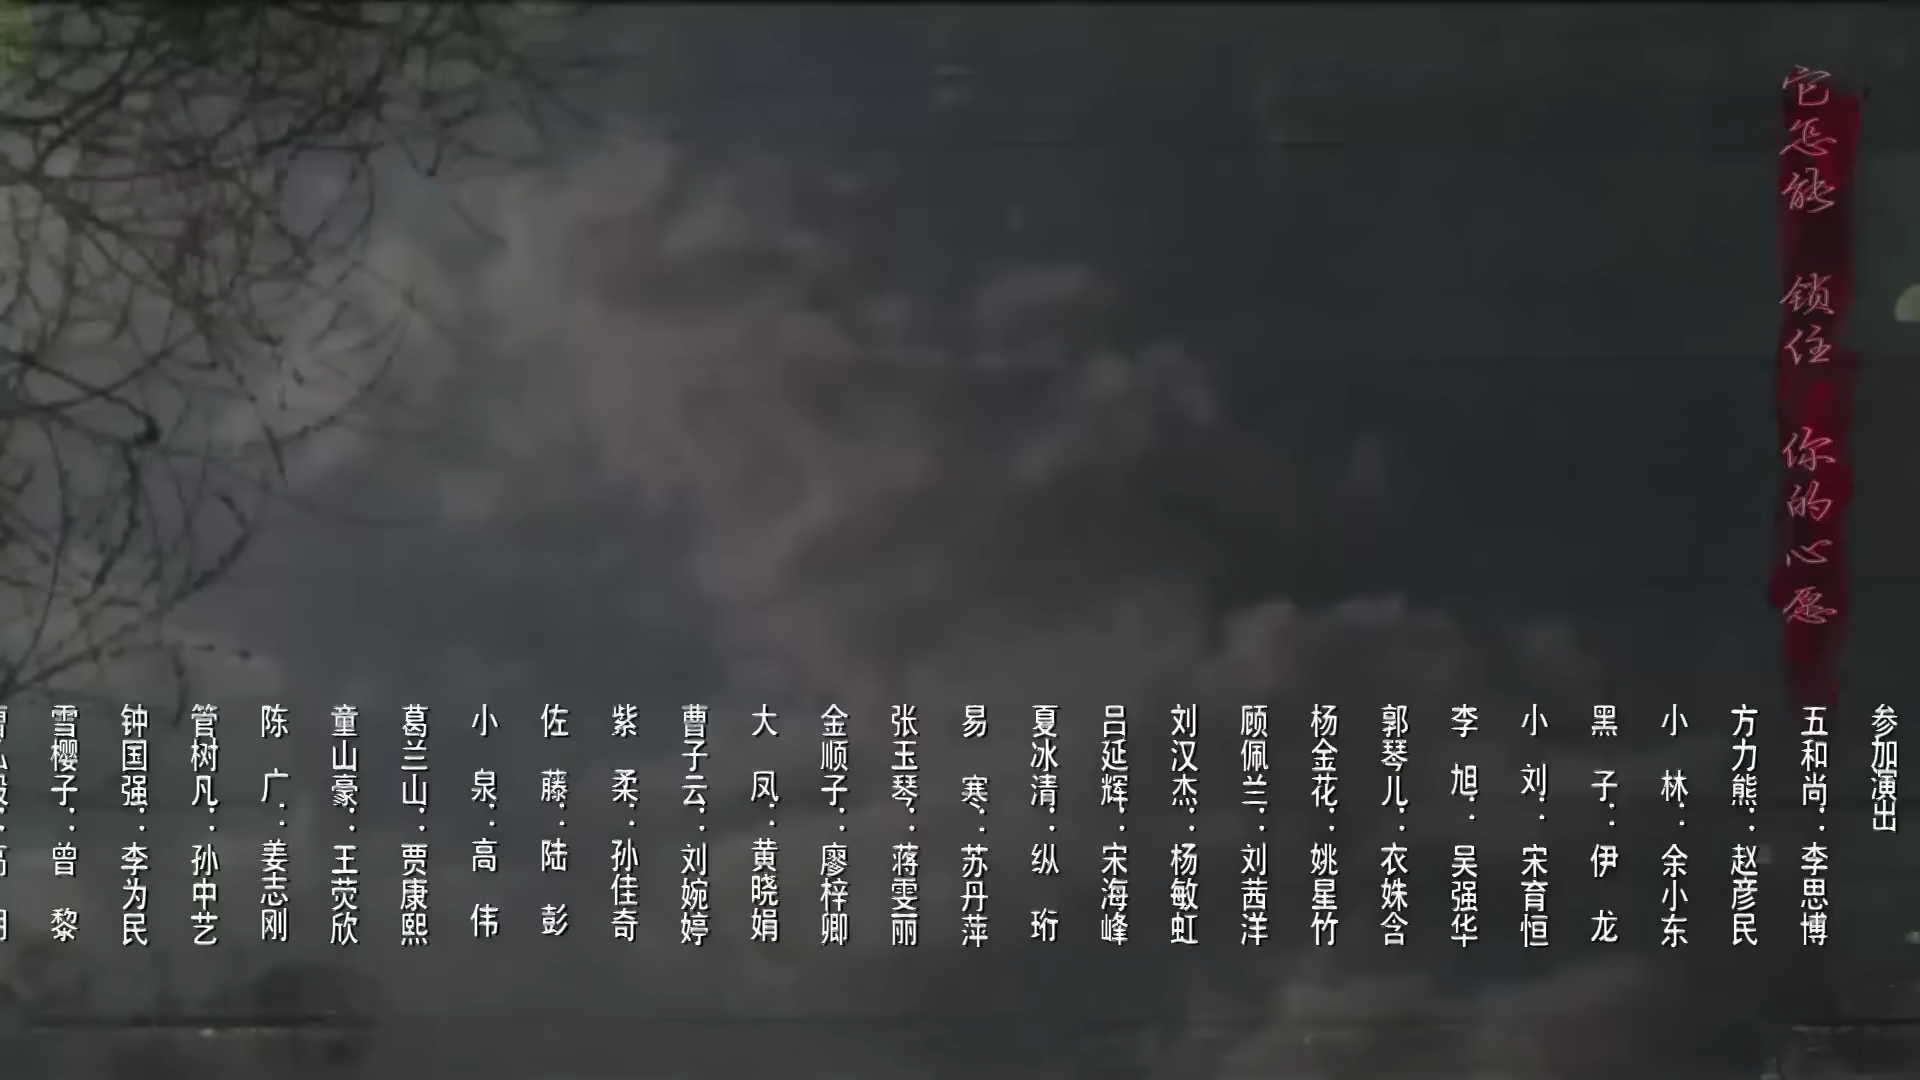 它怎能 锁住 你的心愿
参加演出
五和尚：李思博
方力熊：赵彦民
小林：余小东
黑子：伊龙
小刘：宋育恒
李旭：吴强华
郭琴儿：衣姝含
杨金花：姚星竹
顾佩兰：刘茜洋
刘汉杰：杨敏虹
吕延辉：宋海峰
夏冰清：纵珩
易寒：苏丹萍
张玉琴：蒋雯丽
金顺子：廖梓卿
大凤：黄晓娟
曹子云：刘婉婷
紫柔：孙佳奇
佐藤：陆彭
小泉：高伟
葛兰山：贾康熙
童山豪：王荧欣
陈广：姜志刚
管树凡：孙中艺
钟国强：李为民
雪樱子：曾黎